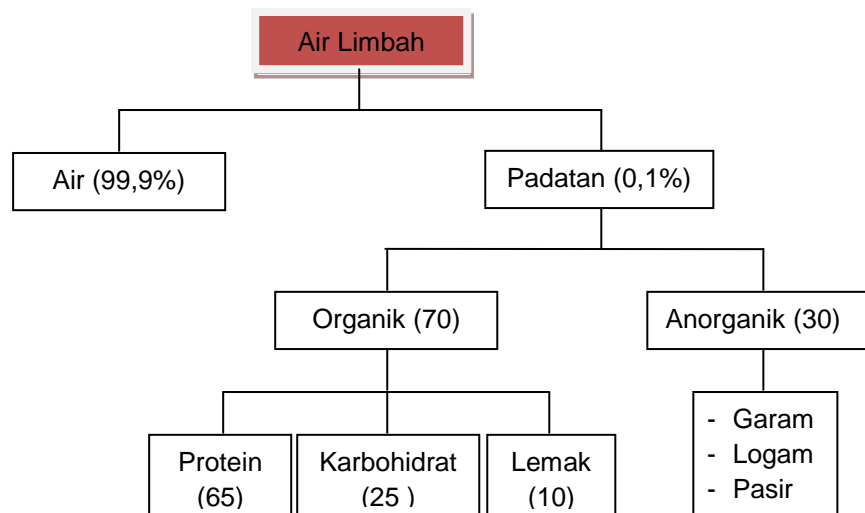 Air Limbah
Air (99,9%)
Padatan (0,1%)
Organik (70)
Anorganik (30)
Protein
(65)
Karbohidrat
(25 )
Lemak
(10)
- Garam
- Logam
- Pasir